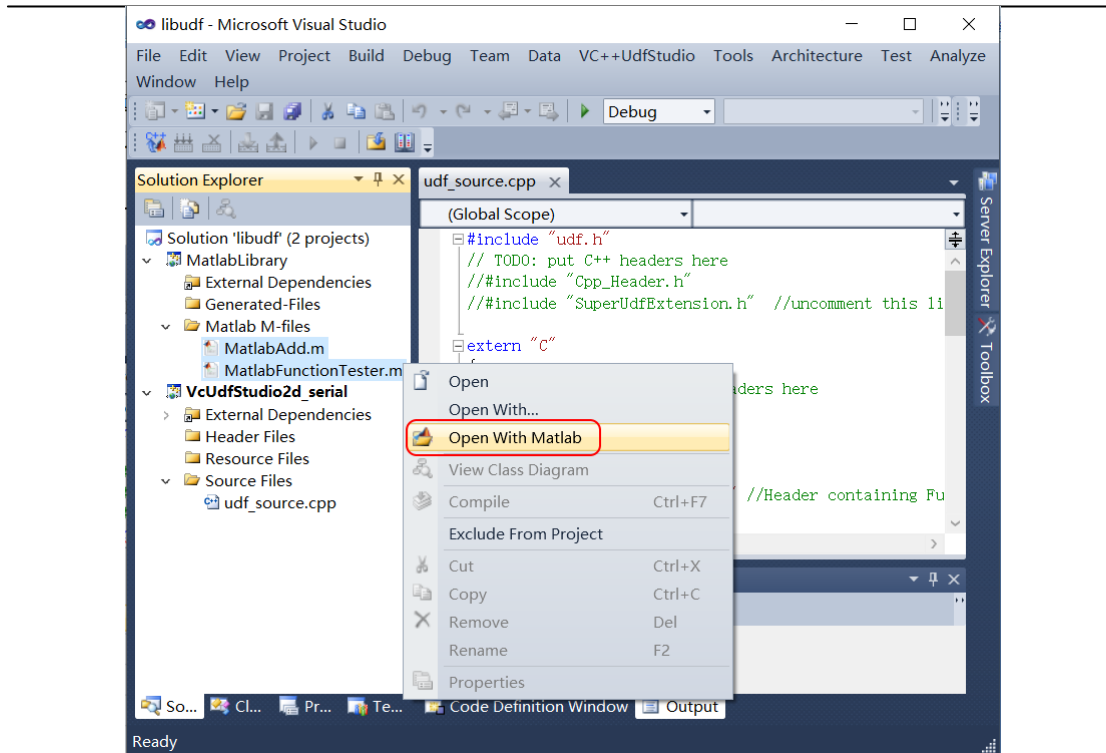 libudf - Microsoft Visual Studio
File Edit View Project Build Debug Team Data VC++UdfStudio Tools Architecture Test Analyze
Window Help
Debug
Solution Explorer
udf_source.cpp
(Global Scope)
Solution 'libudf' (2 projects)
MatlabLibrary
External Dependencies
Generated-Files
Matlab M-files
MatlabAdd.m
MatlabFunctionTester.m
VcUdfStudio2d_serial
External Dependencies
Header Files
Resource Files
Source Files
udf_source.cpp
#include "udf.h"
// TODO: put C++ headers here
//#include "Cpp_Header.h"
//#include "SuperUdfExtension.h" //uncomment this li
extern "C"
aders here
//Header containing Fu
Open
Open With...
Open With Matlab
View Class Diagram
Compile Ctrl+F7
Exclude From Project
Cut Ctrl+X
Copy Ctrl+C
Remove Del
Rename F2
Properties
Server Explorer
Toolbox
So... Cl... Pr... Te... Code Definition Window Output
Ready